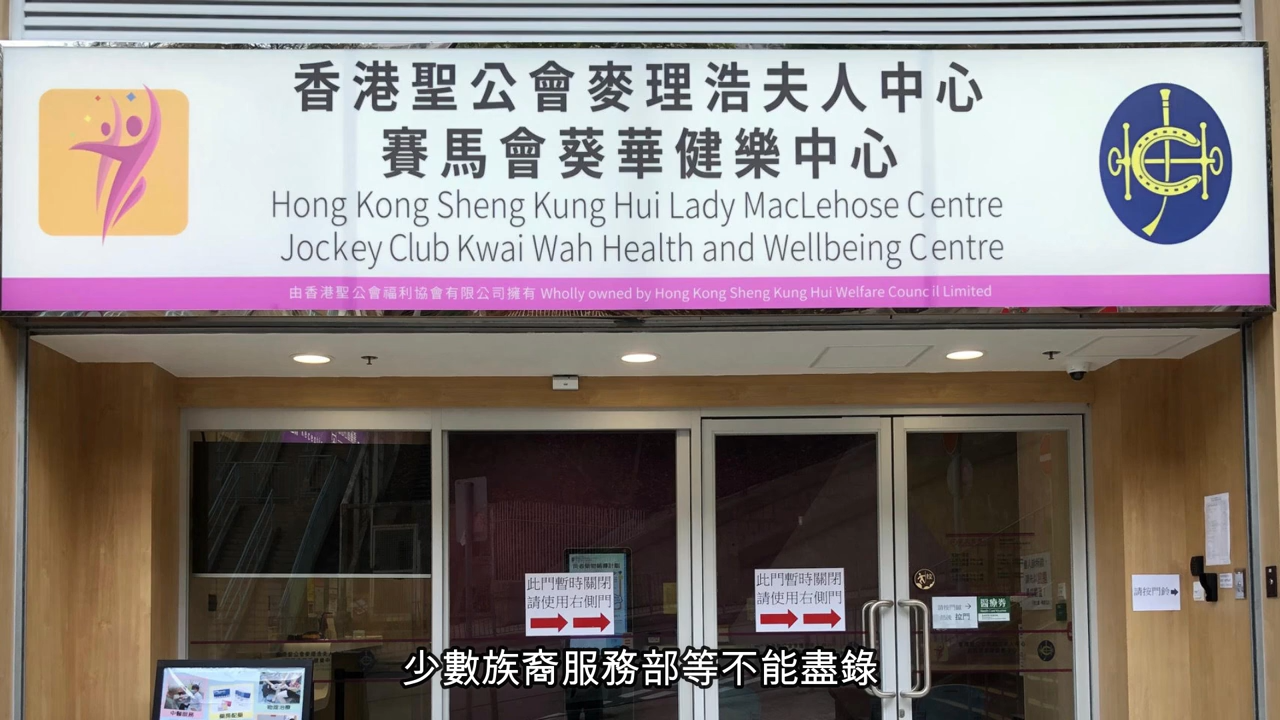 香港聖公會麥理浩夫人中心
賽馬會葵華健樂中心
Hong Kong Sheng Kung Hui Lady MacLehose Centre
Jockey Club Kwai Wah Health and Wellbeing Centre
由香港聖公會福利協會有限公司擁有 Wholly owned by Hong Kong Sheng Kung Hui Welfare Council Limited
此門暫時關閉
請使用右側門
此門暫時關閉
請使用右側門
醫療券
拉門
請按門鈴
少數族裔服務部等不能盡錄